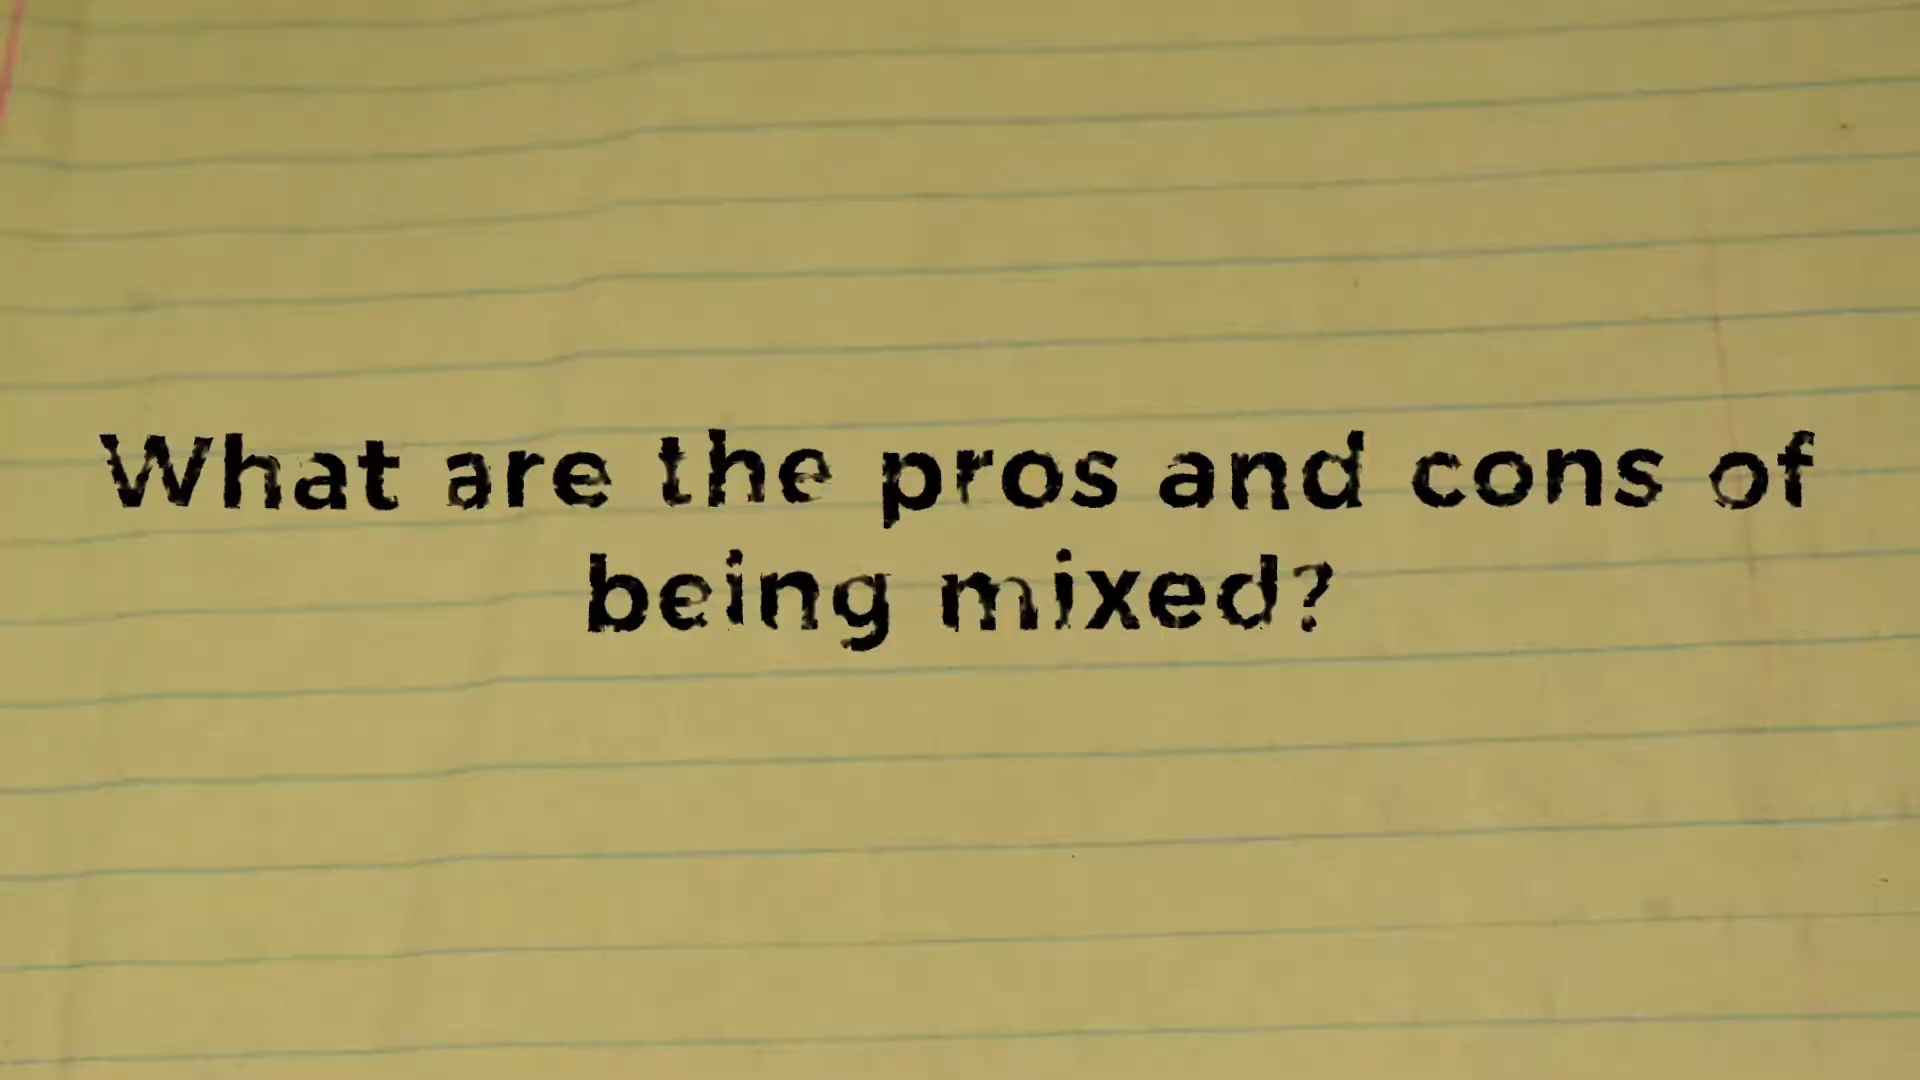 What are the pros and cons of
being mixed?